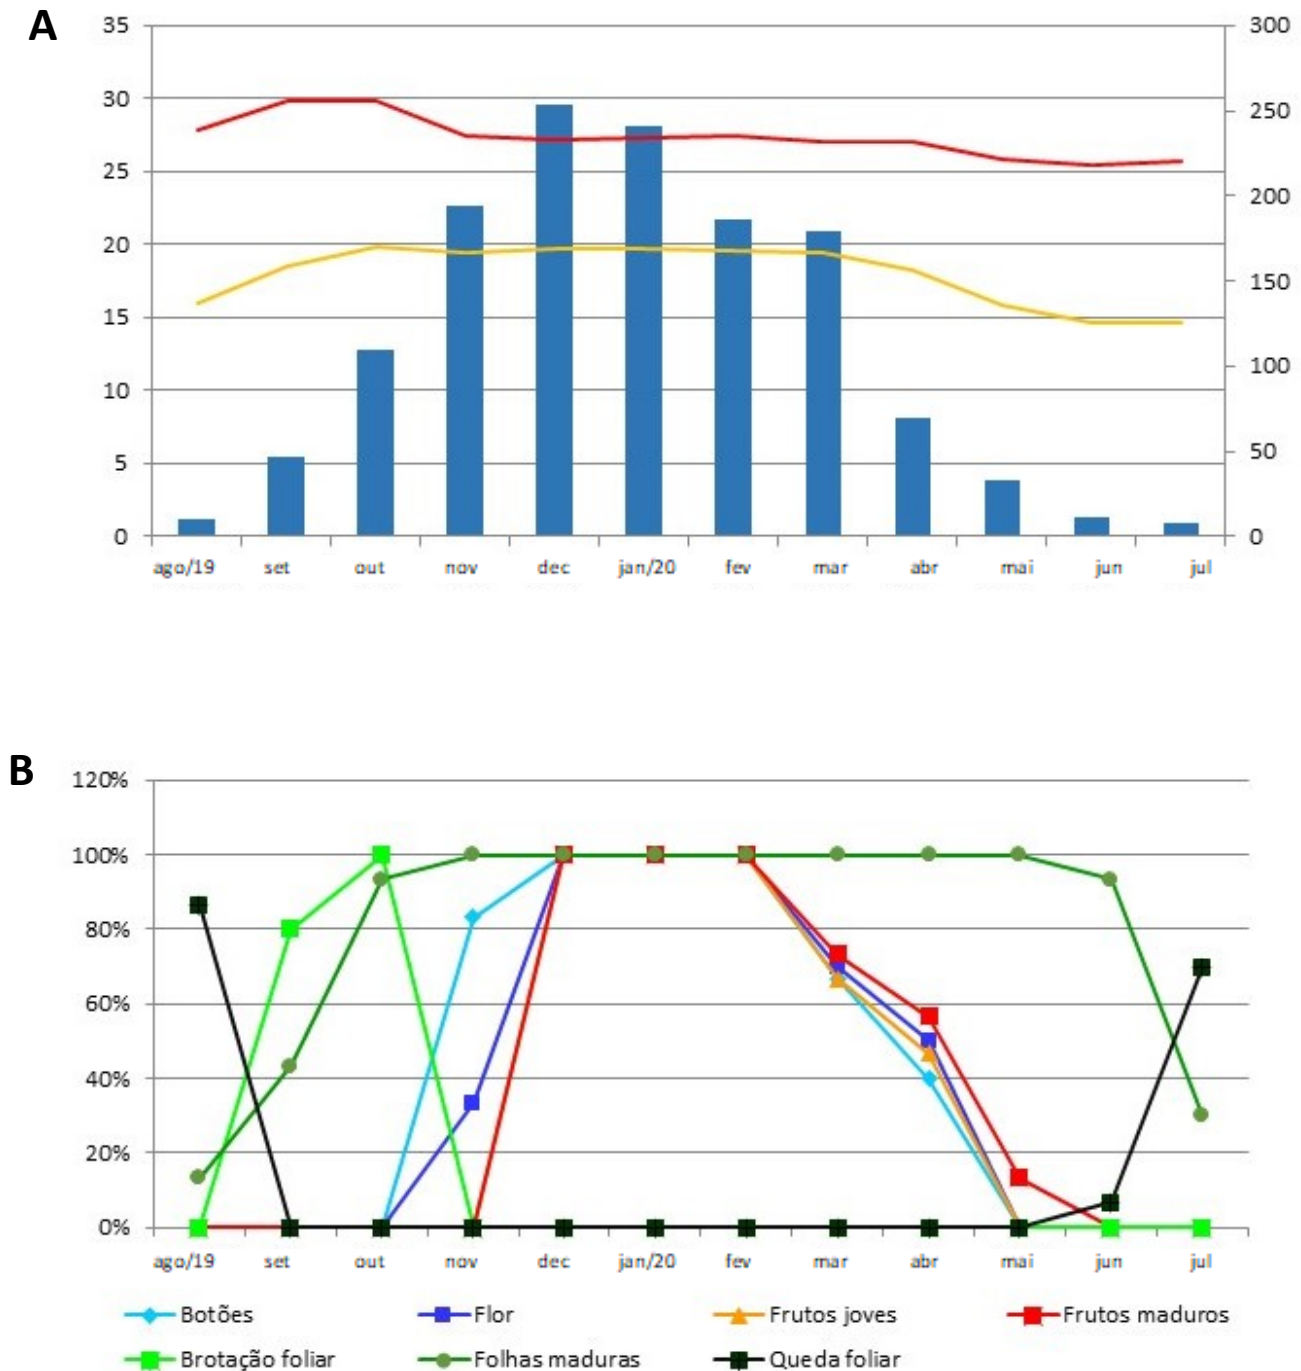 A
35 300
30 250
25 200
20 150
15 100
10 50
5 0
0
ago/19 set out nov dec jan/20 fev mar abr mai jun jul
B
120%
100%
80%
60%
40%
20%
0%
ago/19 set out nov dec jan/20 fev mar abr mai jun jul
Botões Flor Frutos joves Frutos maduros
Brotação foliar Folhas maduras Queda foliar